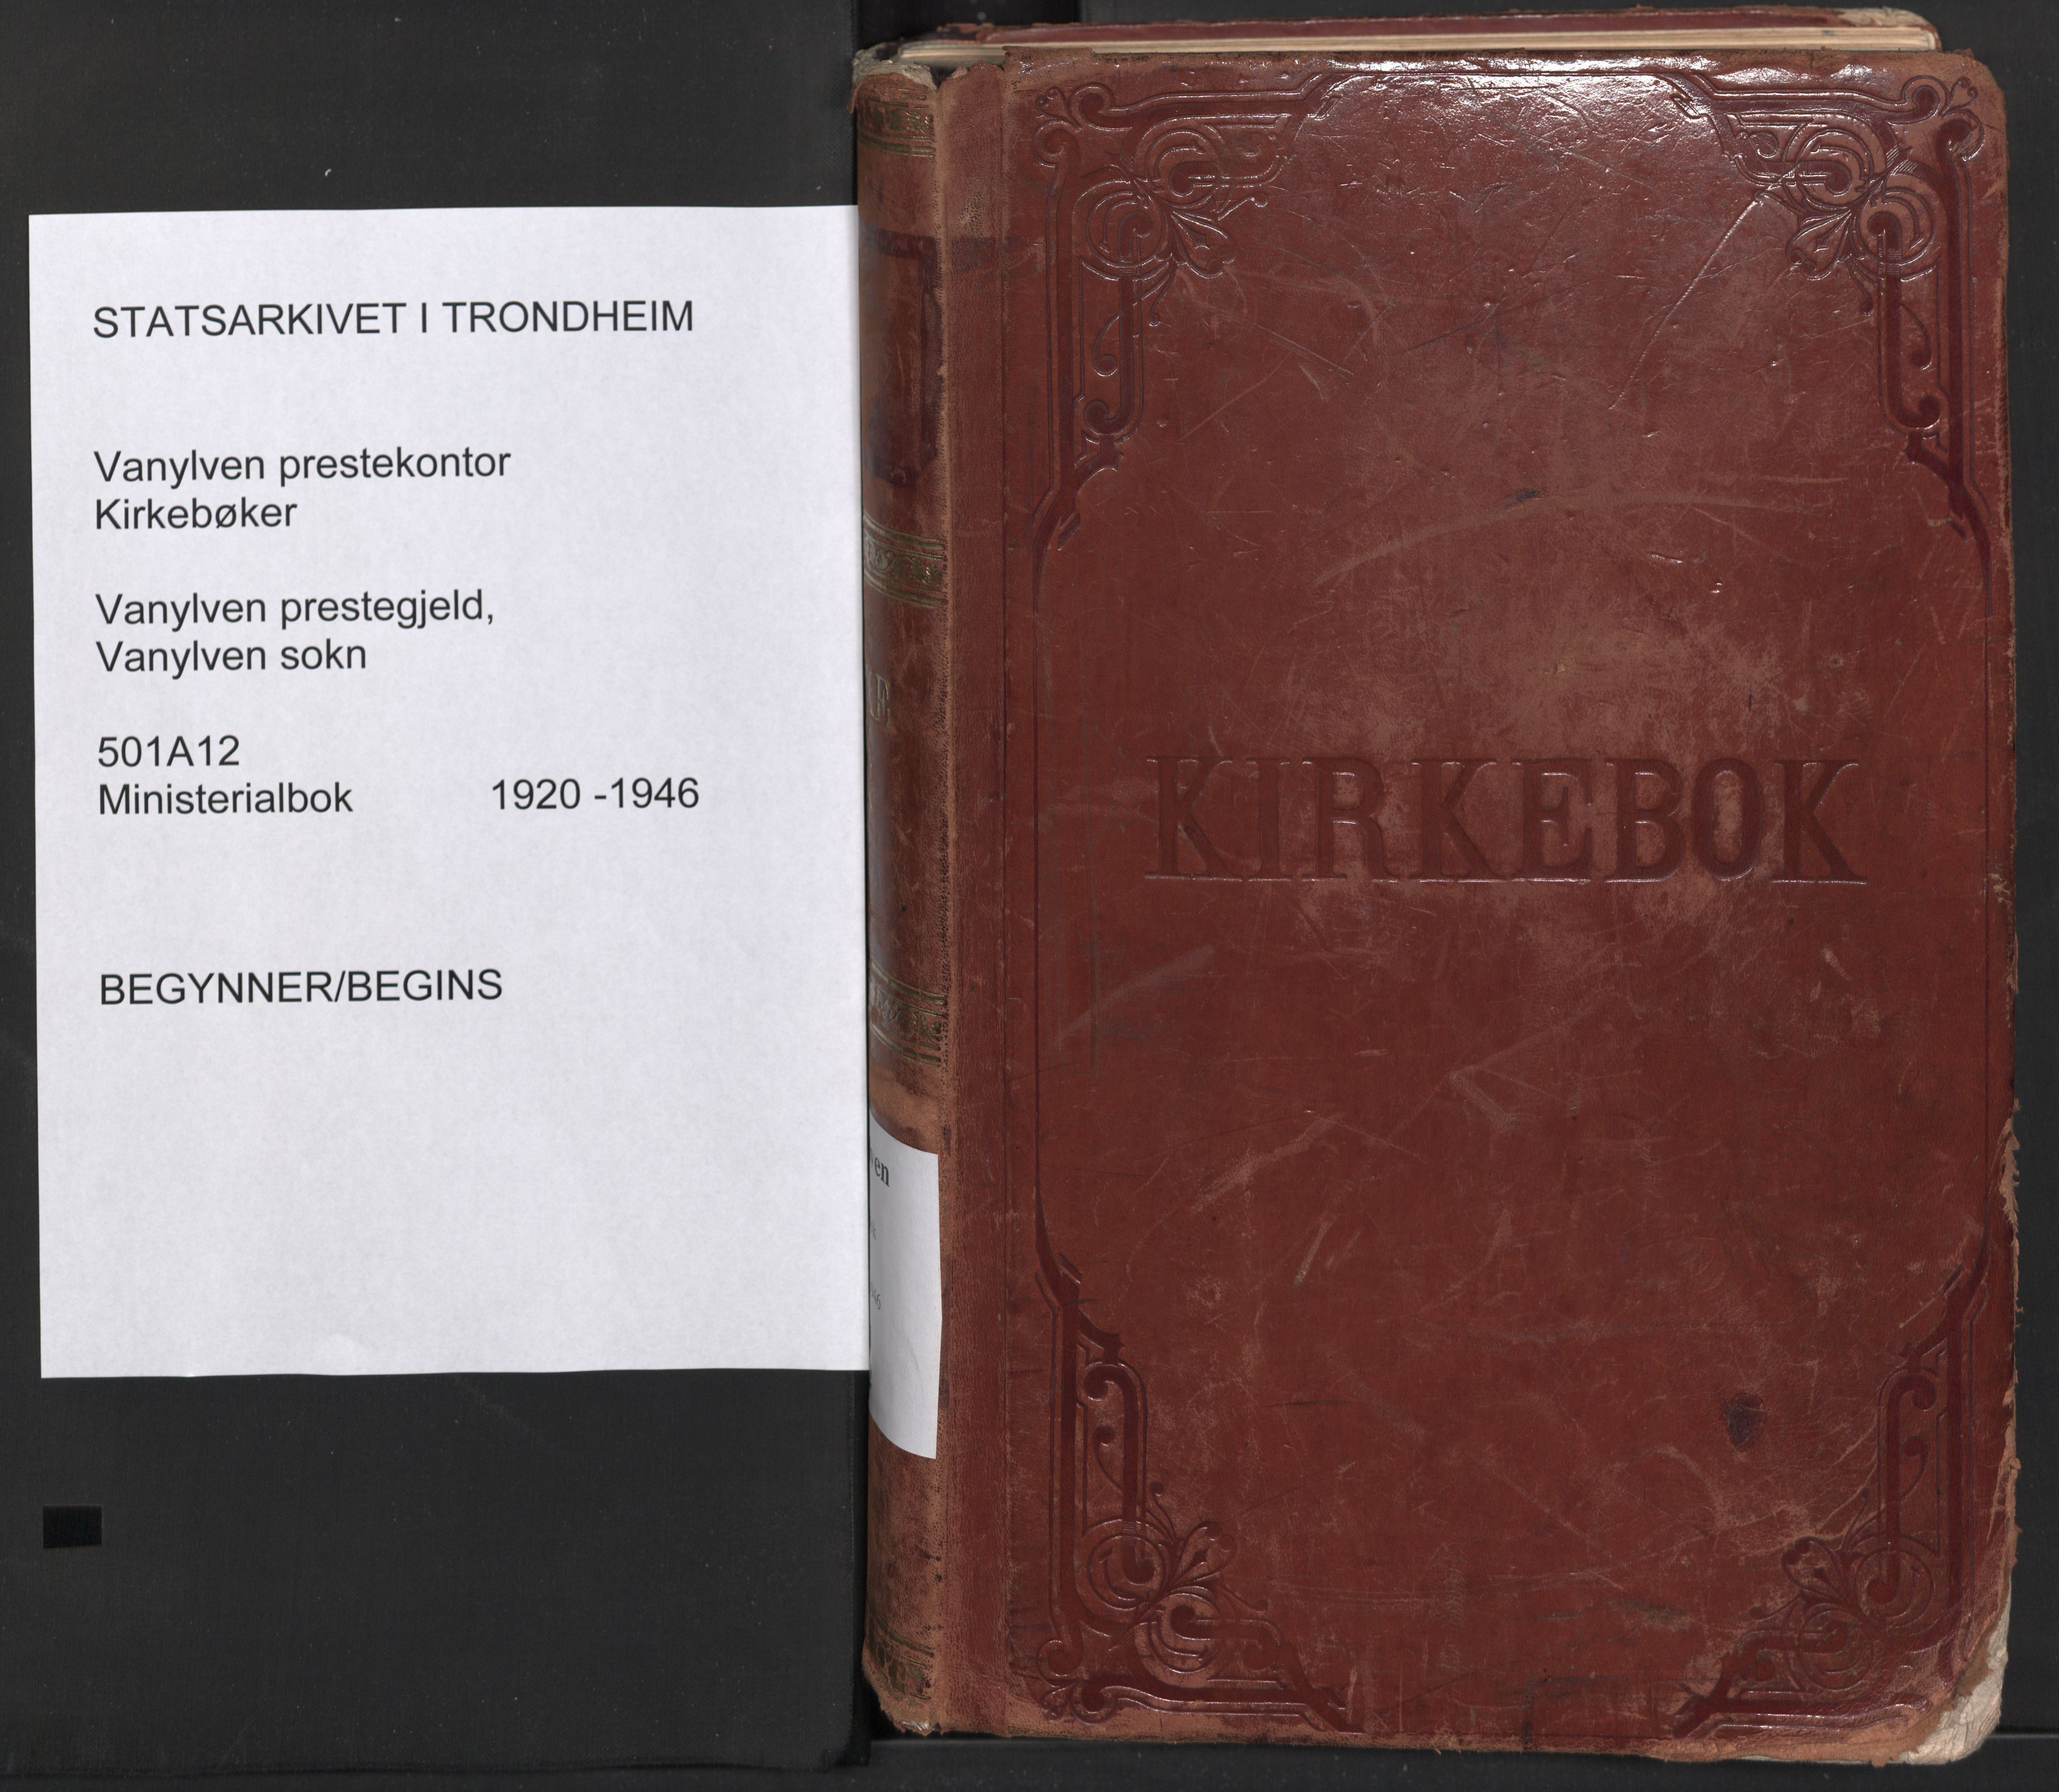 STATSARKIVET I TRONDHEIM
Vanylven prestekontor
Kirkebøker
Vanylven prestegjeld,
Vanylven sokn
501A12
Ministerialbok 1920 -1946
BEGYNNER/BEGINS
KIRKEBOK